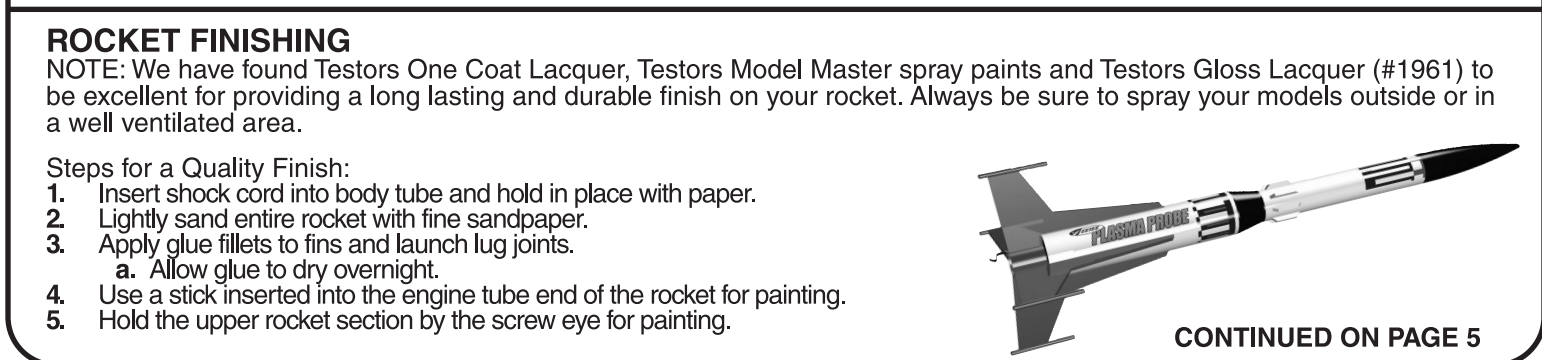 ROCKET FINISHING
NOTE: We have found Testors One Coat Lacquer, Testors Model Master spray paints and Testors Gloss Lacquer (#1961) to
be excellent for providing a long lasting and durable finish on your rocket. Always be sure to spray your models outside or in
a well ventilated area.
Steps for a Quality Finish:
1. Insert shock cord into body tube and hold in place with paper.
2. Lightly sand entire rocket with fine sandpaper.
3. Apply glue fillets to fins and launch lug joints.
a. Allow glue to dry overnight.
4. Use a stick inserted into the engine tube end of the rocket for painting.
5. Hold the upper rocket section by the screw eye for painting.
PLASMA PROBE
CONTINUED ON PAGE 5